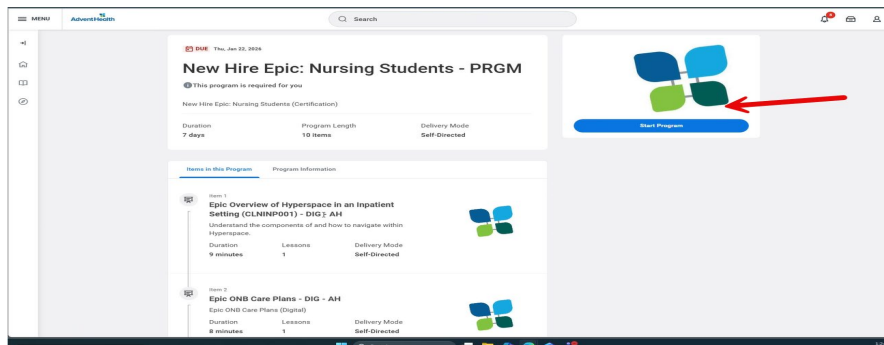 MENU
AdventHealth
Search
DUE Thu, Jan 22, 2026
New Hire Epic: Nursing Students - PRGM
This program is required for you
New Hire Epic: Nursing Students (Certification)
Duration Program Length Delivery Mode
7 days 10 items Self-Directed
Start Program
Items in this Program Program Information
Item 1
Epic Overview of Hyperspace in an Inpatient
Setting (CLNINP001) - DIG - AH
Understand the components of and how to navigate within
Hyperspace.
Duration Lessons Delivery Mode
9 minutes 1 Self-Directed
Item 2
Epic ONB Care Plans - DIG - AH
Epic ONB Care Plans (Digital)
Duration Lessons Delivery Mode
8 minutes 1 Self-Directed